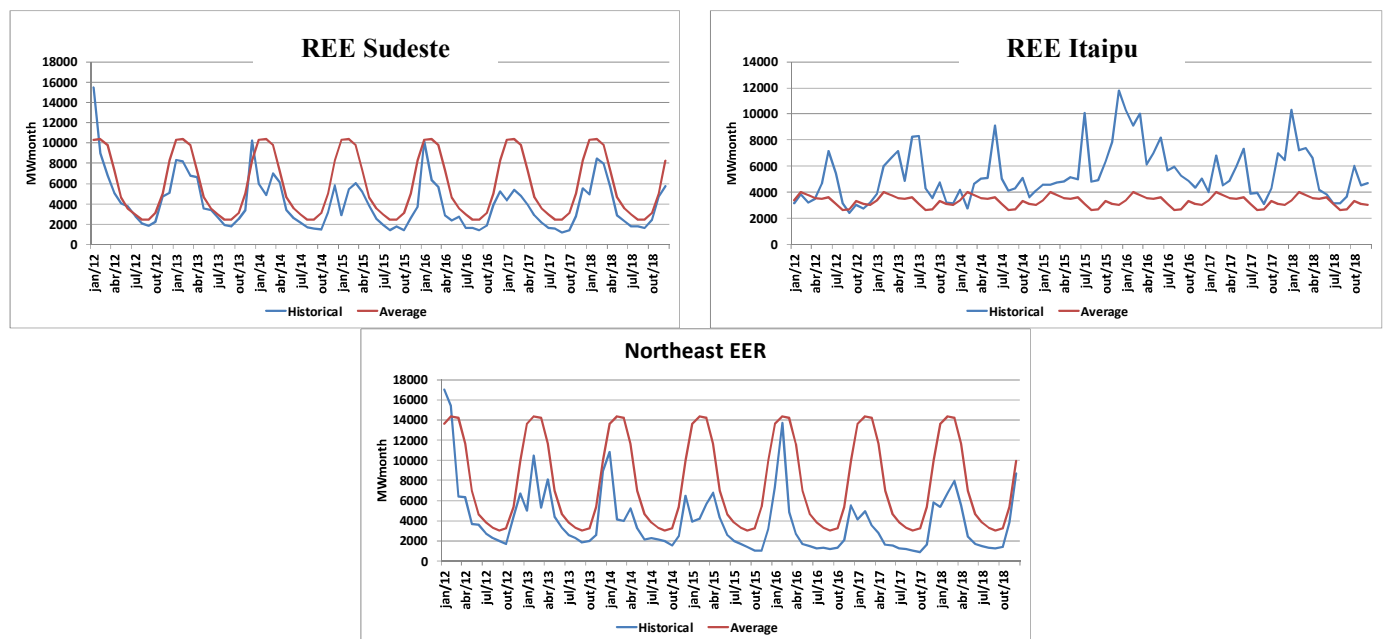 REE Sudeste
18000
16000
14000
12000
10000
8000
6000
4000
2000
0
MWmonth
jan/12
abr/12
jul/12
out/12
jan/13
abr/13
jul/13
out/13
jan/14
abr/14
jul/14
out/14
jan/15
abr/15
jul/15
out/15
jan/16
abr/16
jul/16
out/16
jan/17
abr/17
jul/17
out/17
jan/18
abr/18
jul/18
out/18
Historical Average
REE Itaipu
14000
12000
10000
8000
6000
4000
2000
0
MWmonth
jan/12
abr/12
jul/12
out/12
jan/13
abr/13
jul/13
out/13
jan/14
abr/14
jul/14
out/14
jan/15
abr/15
jul/15
out/15
jan/16
abr/16
jul/16
out/16
jan/17
abr/17
jul/17
out/17
jan/18
abr/18
jul/18
out/18
Historical Average
Northeast EER
18000
16000
14000
12000
10000
8000
6000
4000
2000
0
MWmonth
jan/12
abr/12
jul/12
out/12
jan/13
abr/13
jul/13
out/13
jan/14
abr/14
jul/14
out/14
jan/15
abr/15
jul/15
out/15
jan/16
abr/16
jul/16
out/16
jan/17
abr/17
jul/17
out/17
jan/18
abr/18
jul/18
out/18
Historical Average